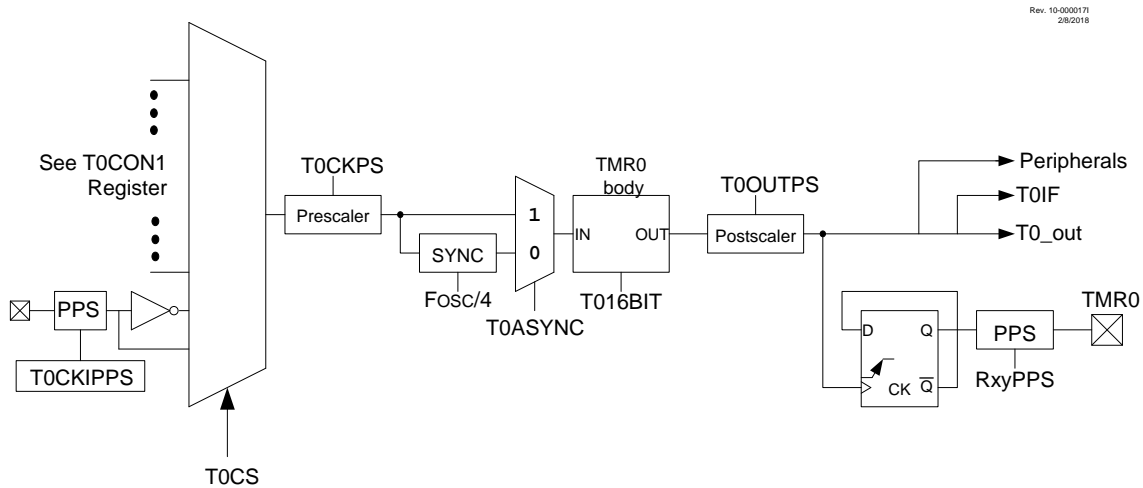 Rev. 10-000017I
2/8/2018
See T0CON1
Register
PPS
T0CKIPPS
T0CS
T0CKPS
Prescaler
SYNC
FOSC/4
1
0
T0ASYNC
TMR0
body
IN
OUT
T016BIT
T0OUTPS
Postscaler
Peripherals
T0IF
T0_out
D
Q
CK
Q
PPS
RxyPPS
TMR0